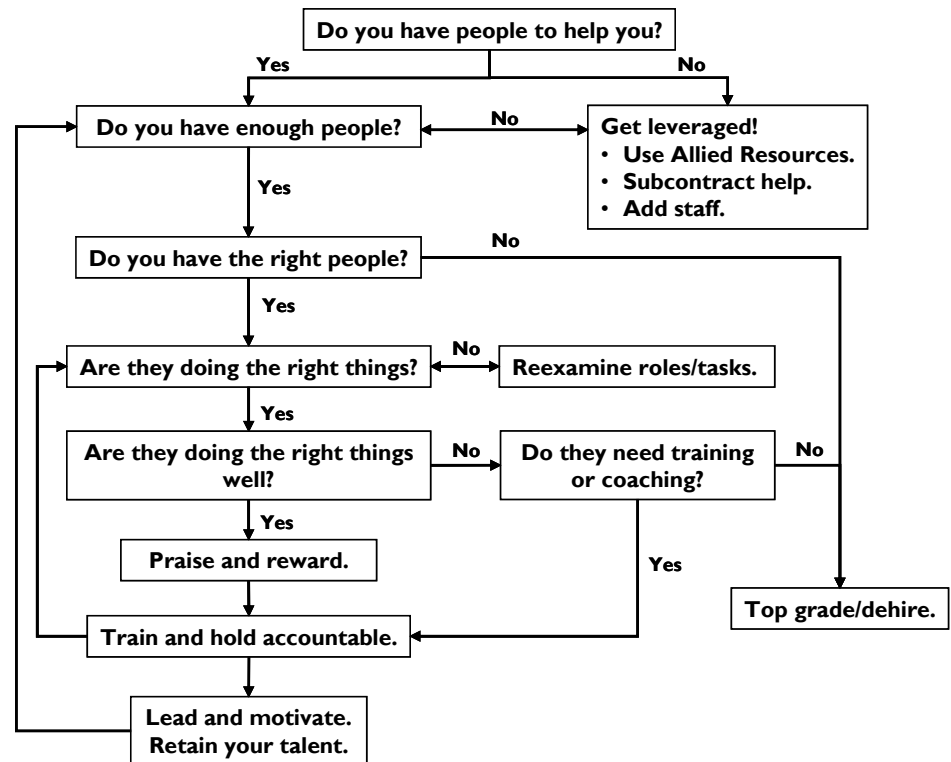 Do you have people to help you?
Yes
No
Do you have enough people?
No
Get leveraged!
• Use Allied Resources.
• Subcontract help.
• Add staff.
Yes
Do you have the right people?
No
Yes
Are they doing the right things?
No
Reexamine roles/tasks.
Yes
Are they doing the right things
well?
No
Do they need training
or coaching?
No
Yes
Praise and reward.
Yes
Top grade/dehire.
Train and hold accountable.
Lead and motivate.
Retain your talent.